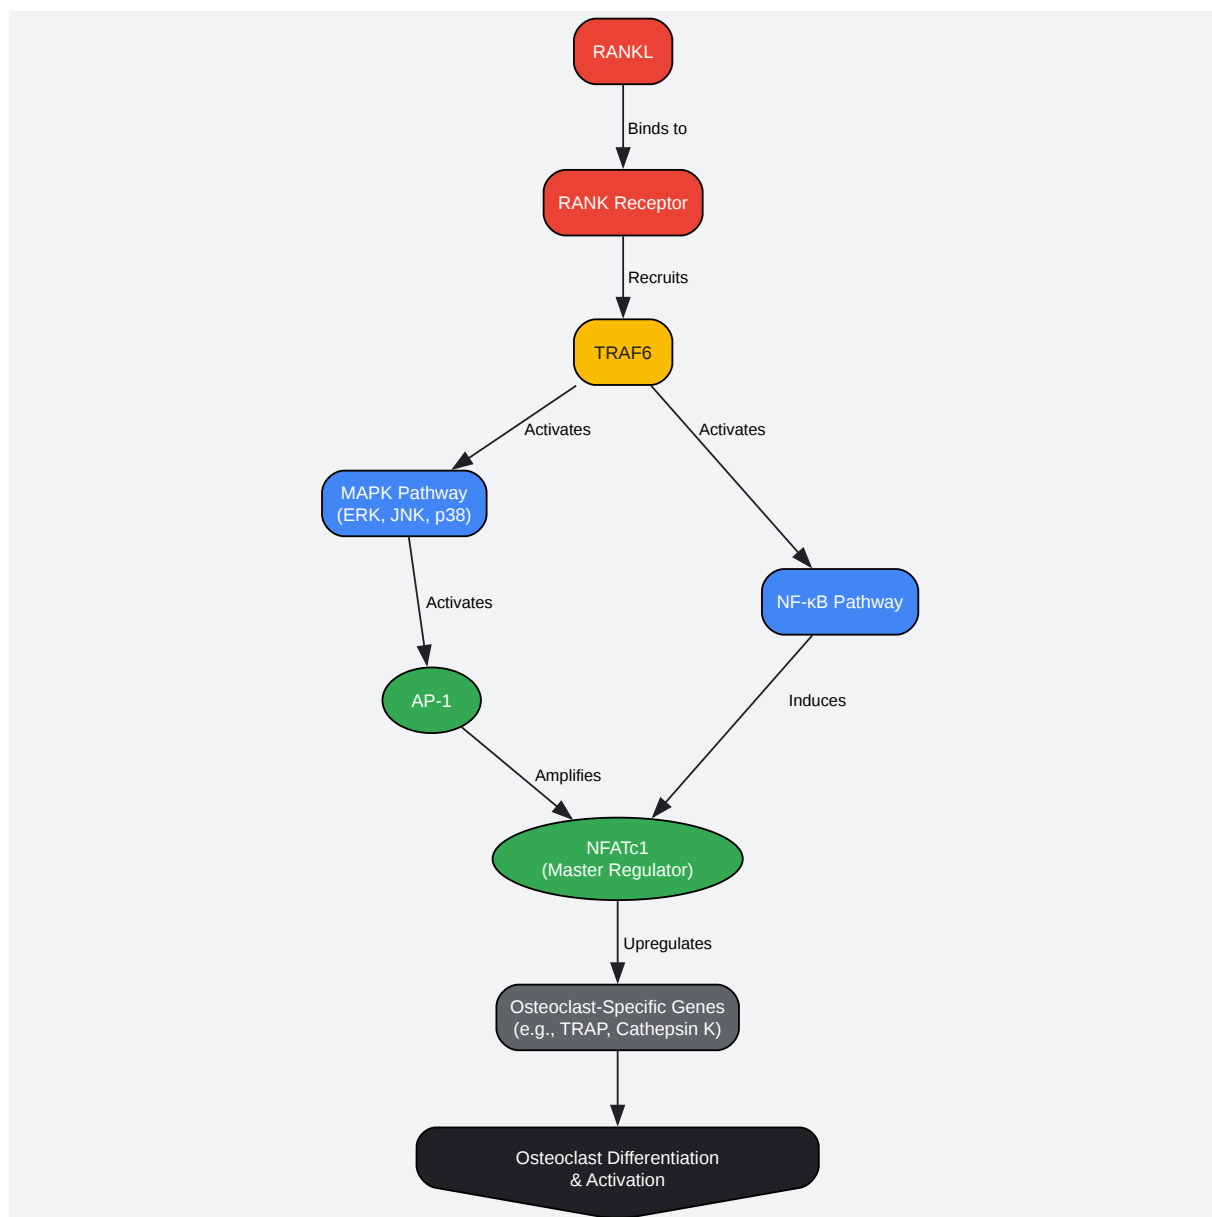 RANKL
Binds to
RANK Receptor
Recruits
TRAF6
Activates
Activates
MAPK Pathway
(ERK, JNK, p38)
Activates
NF-κB Pathway
AP-1
Induces
Amplifies
NFATc1
(Master Regulator)
Upregulates
Osteoclast-Specific Genes
(e.g., TRAP, Cathepsin K)
Osteoclast Differentiation
& Activation